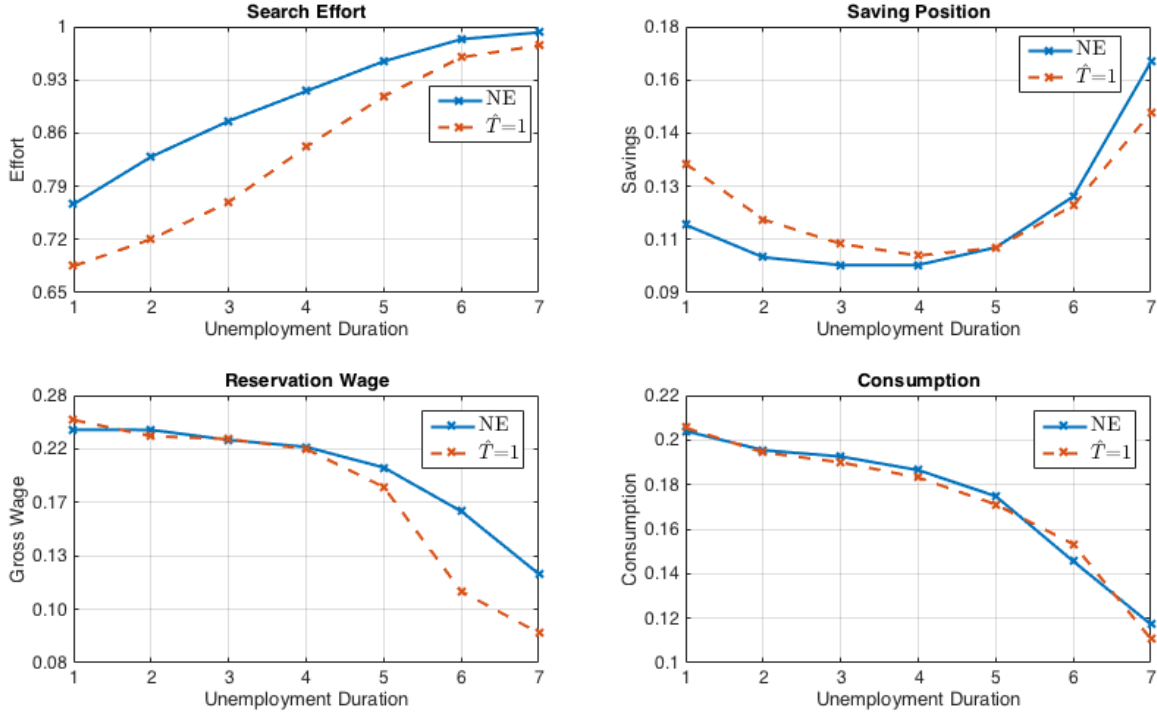 Search Effort
1
0.93
0.86
0.79
0.72
0.65
Effort
NE
T̂=1
1 2 3 4 5 6 7
Unemployment Duration
Saving Position
0.18
0.16
0.14
0.13
0.11
0.09
Savings
NE
T̂=1
1 2 3 4 5 6 7
Unemployment Duration
Reservation Wage
0.28
0.22
0.17
0.13
0.10
0.08
Gross Wage
NE
T̂=1
1 2 3 4 5 6 7
Unemployment Duration
Consumption
0.22
0.2
0.18
0.16
0.14
0.12
0.1
Consumption
NE
T̂=1
1 2 3 4 5 6 7
Unemployment Duration